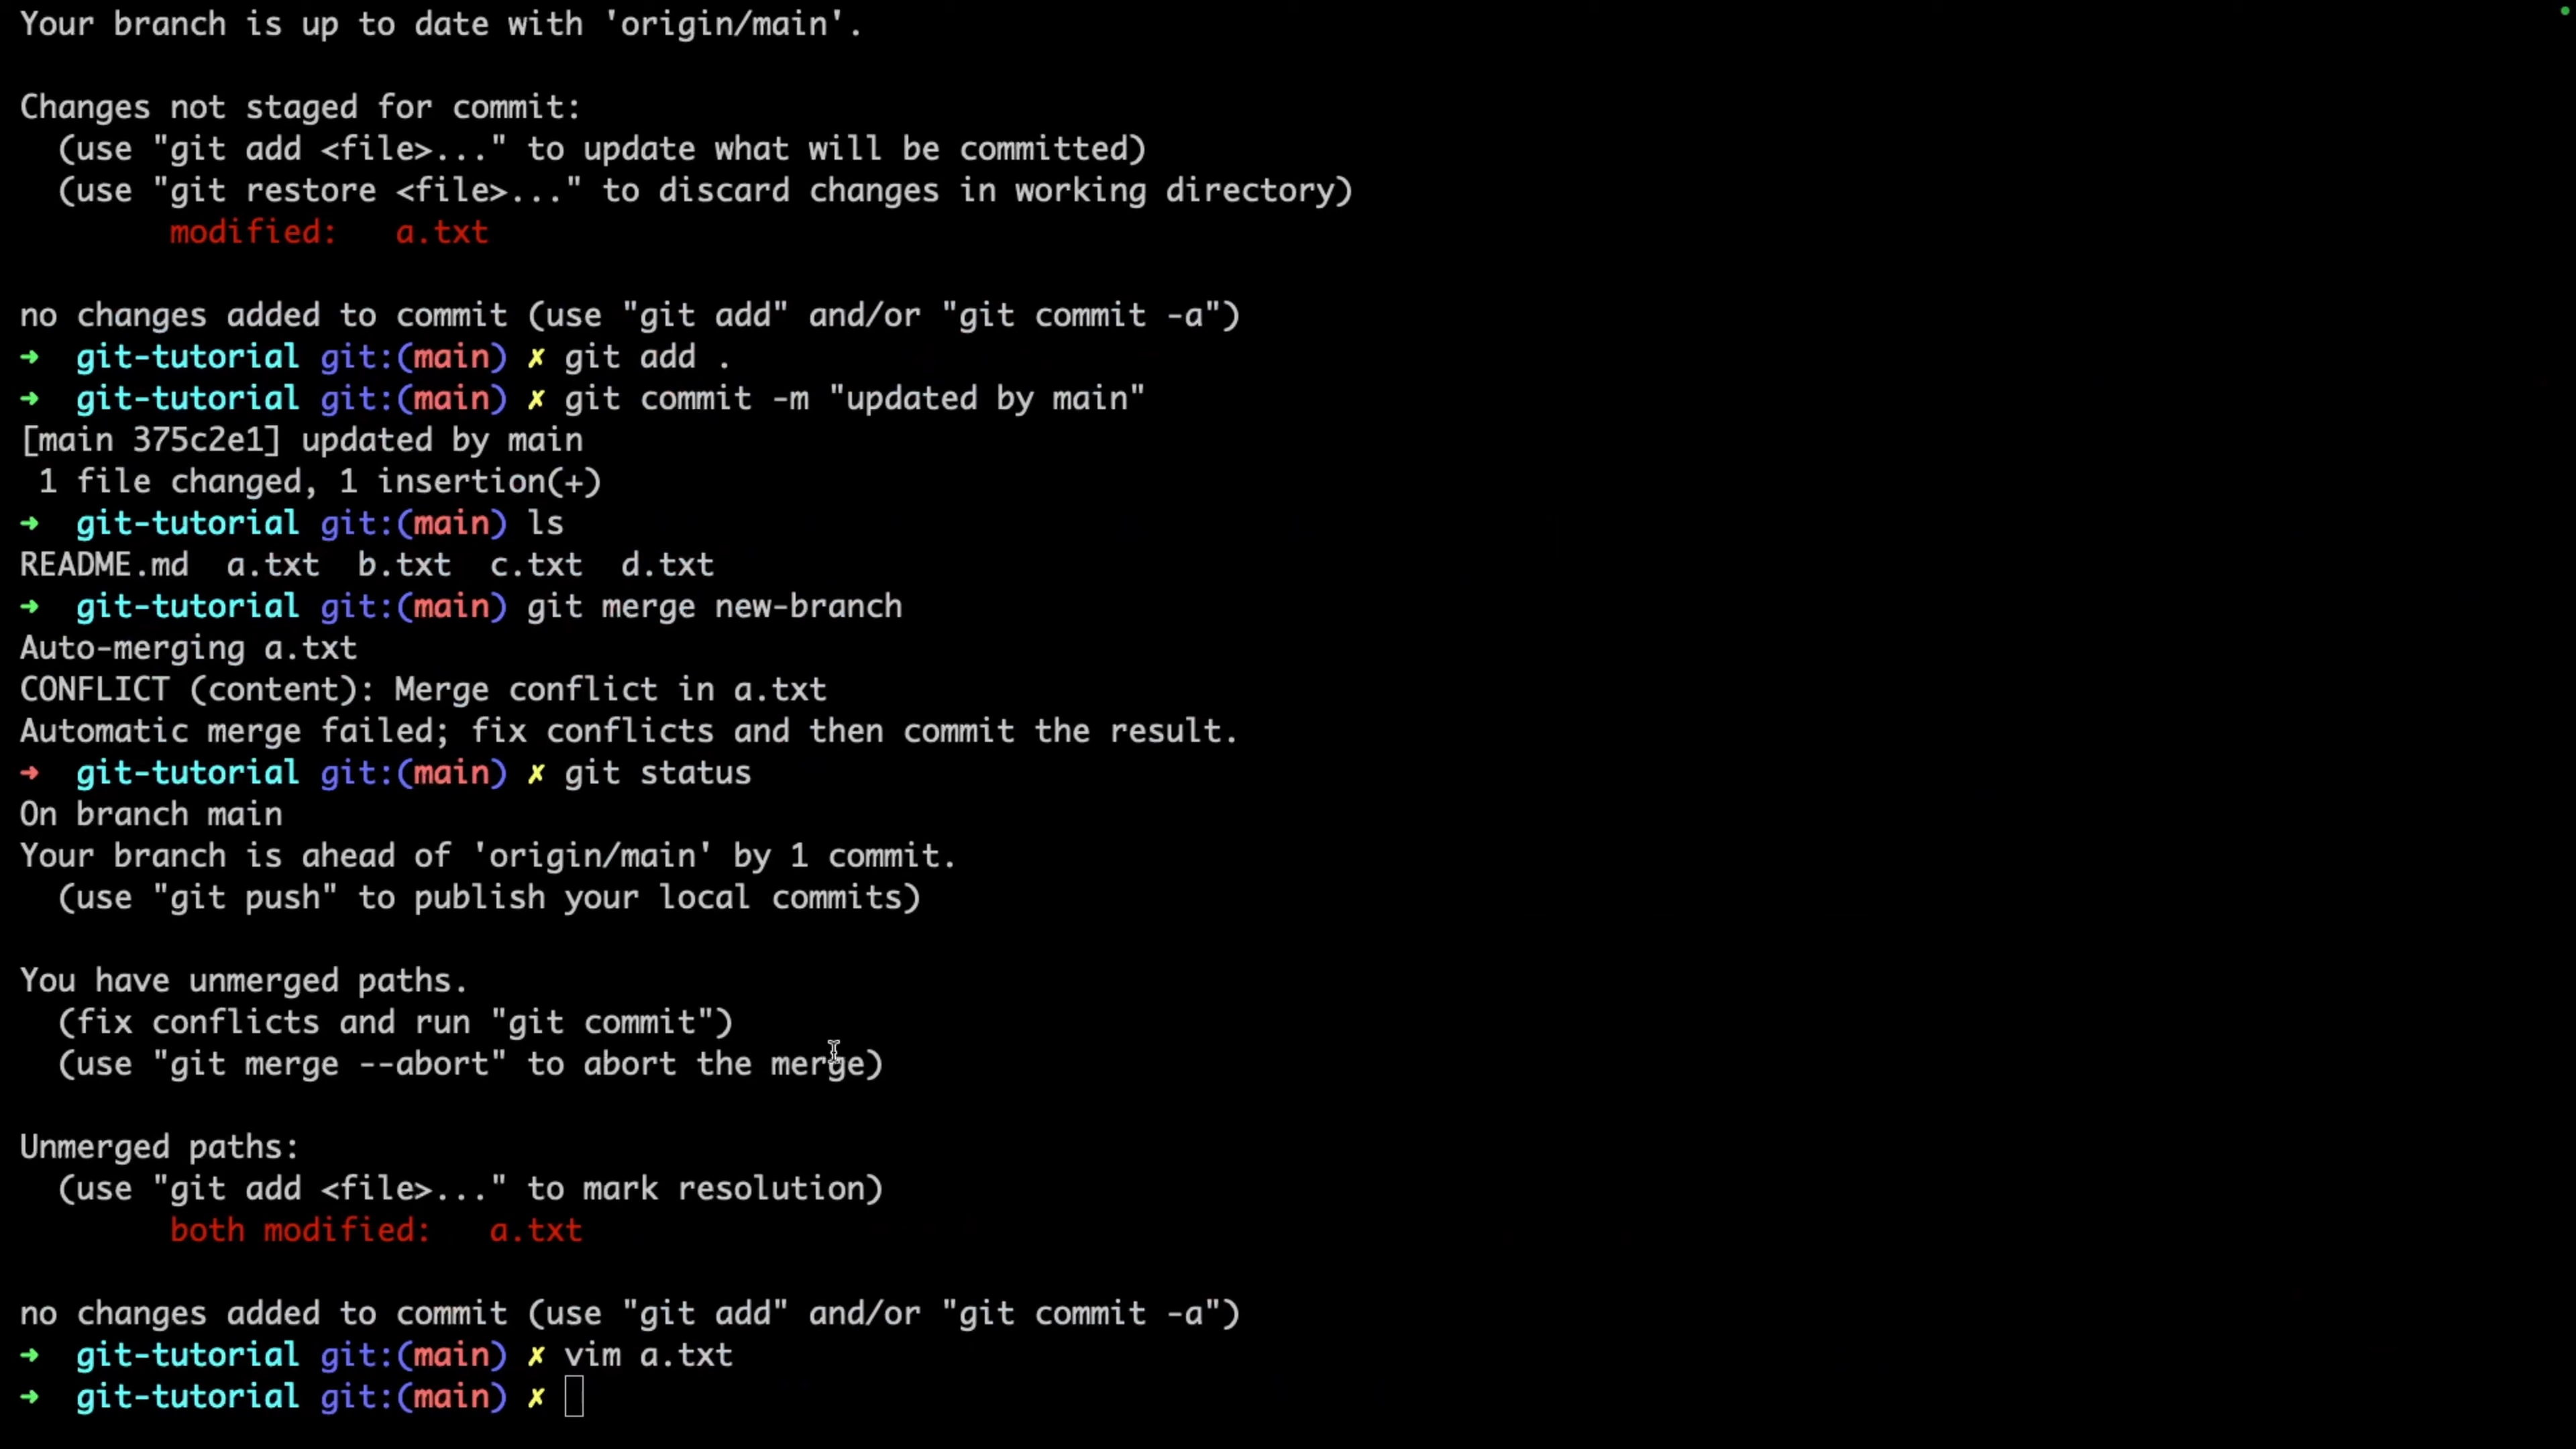 Your branch is up to date with 'origin/main'.
Changes not staged for commit:
  (use "git add <file>..." to update what will be committed)
  (use "git restore <file>..." to discard changes in working directory)
        modified:   a.txt
no changes added to commit (use "git add" and/or "git commit -a")
➜  git-tutorial git:(main) ✗ git add .
➜  git-tutorial git:(main) ✗ git commit -m "updated by main"
[main 375c2e1] updated by main
 1 file changed, 1 insertion(+)
➜  git-tutorial git:(main) ls
README.md  a.txt  b.txt  c.txt  d.txt
➜  git-tutorial git:(main) git merge new-branch
Auto-merging a.txt
CONFLICT (content): Merge conflict in a.txt
Automatic merge failed; fix conflicts and then commit the result.
➜  git-tutorial git:(main) ✗ git status
On branch main
Your branch is ahead of 'origin/main' by 1 commit.
  (use "git push" to publish your local commits)
You have unmerged paths.
  (fix conflicts and run "git commit")
  (use "git merge --abort" to abort the merge)
Unmerged paths:
  (use "git add <file>..." to mark resolution)
        both modified:   a.txt
no changes added to commit (use "git add" and/or "git commit -a")
➜  git-tutorial git:(main) ✗ vim a.txt
➜  git-tutorial git:(main) ✗